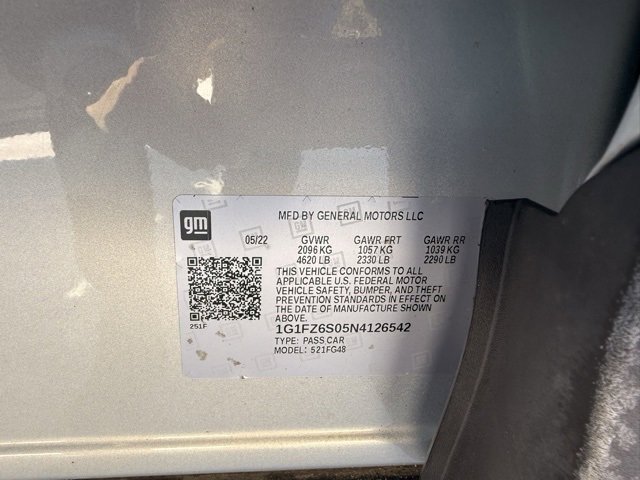 gm
MFD BY GENERAL MOTORS LLC
05/22 GVWR GAWR FRT GAWR RR
2096 KG 1057 KG 1039 KG
4620 LB 2330 LB 2290 LB
THIS VEHICLE CONFORMS TO ALL
APPLICABLE U.S. FEDERAL MOTOR
VEHICLE SAFETY, BUMPER, AND THEFT
PREVENTION STANDARDS IN EFFECT ON
THE DATE OF MANUFACTURE SHOWN
ABOVE.
251F
1G1FZ6S05N4126542
TYPE: PASS CAR
MODEL: 521FG48